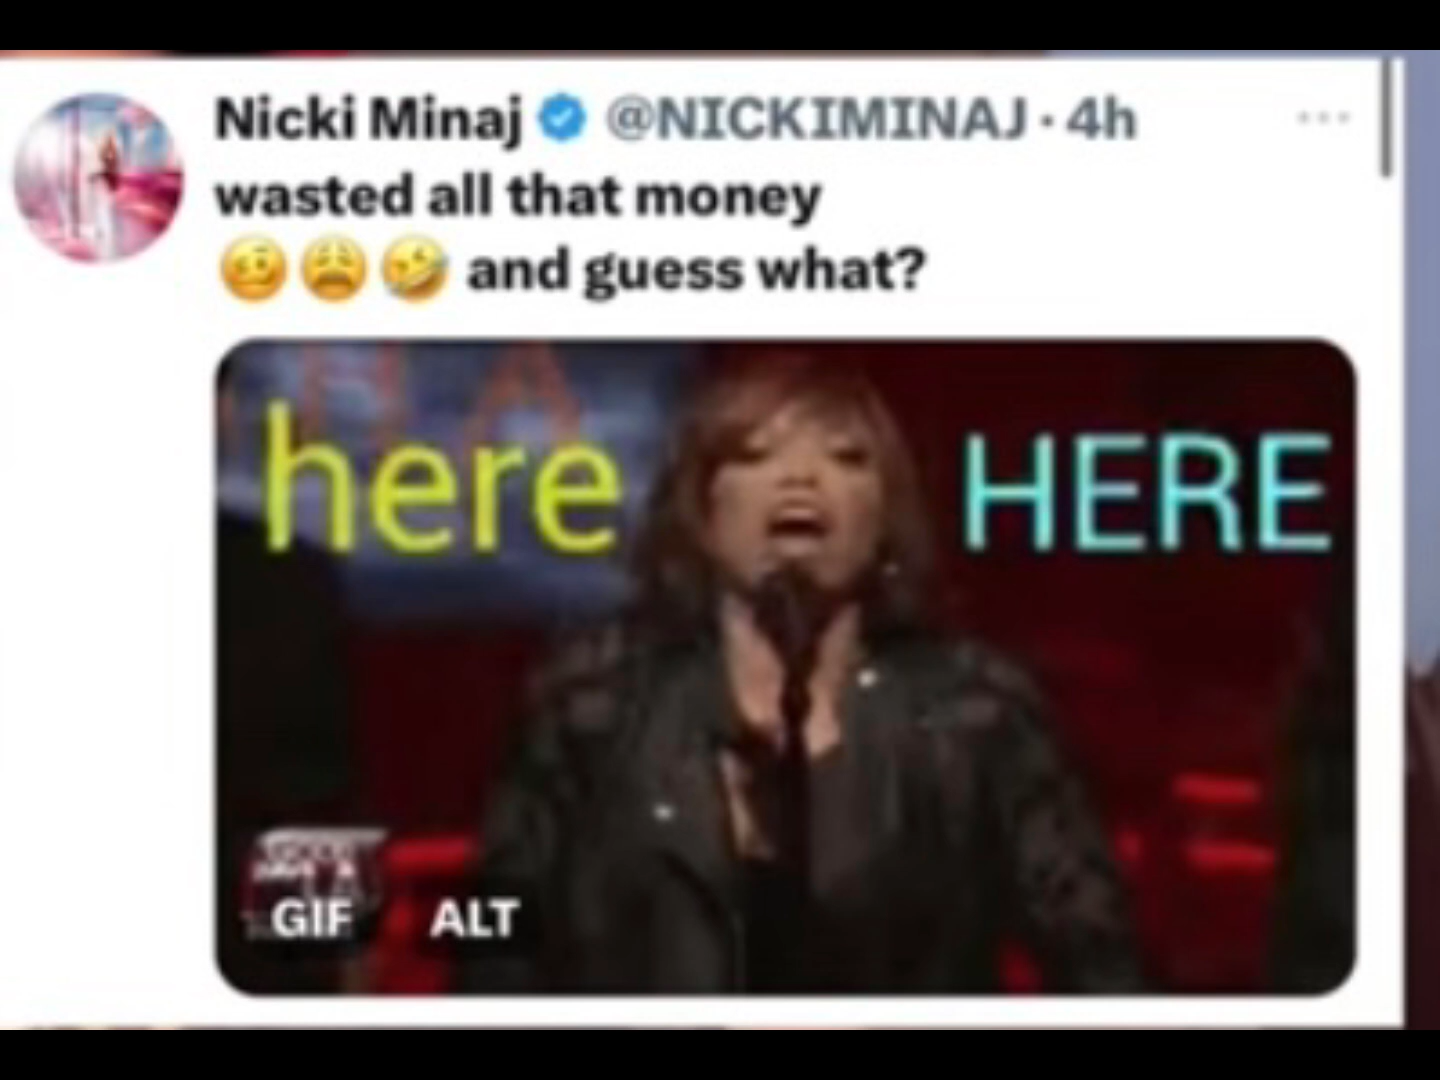 Nicki Minaj @NICKIMINAJ · 4h
wasted all that money
🥴😩🤣 and guess what?
here HERE
GIF ALT